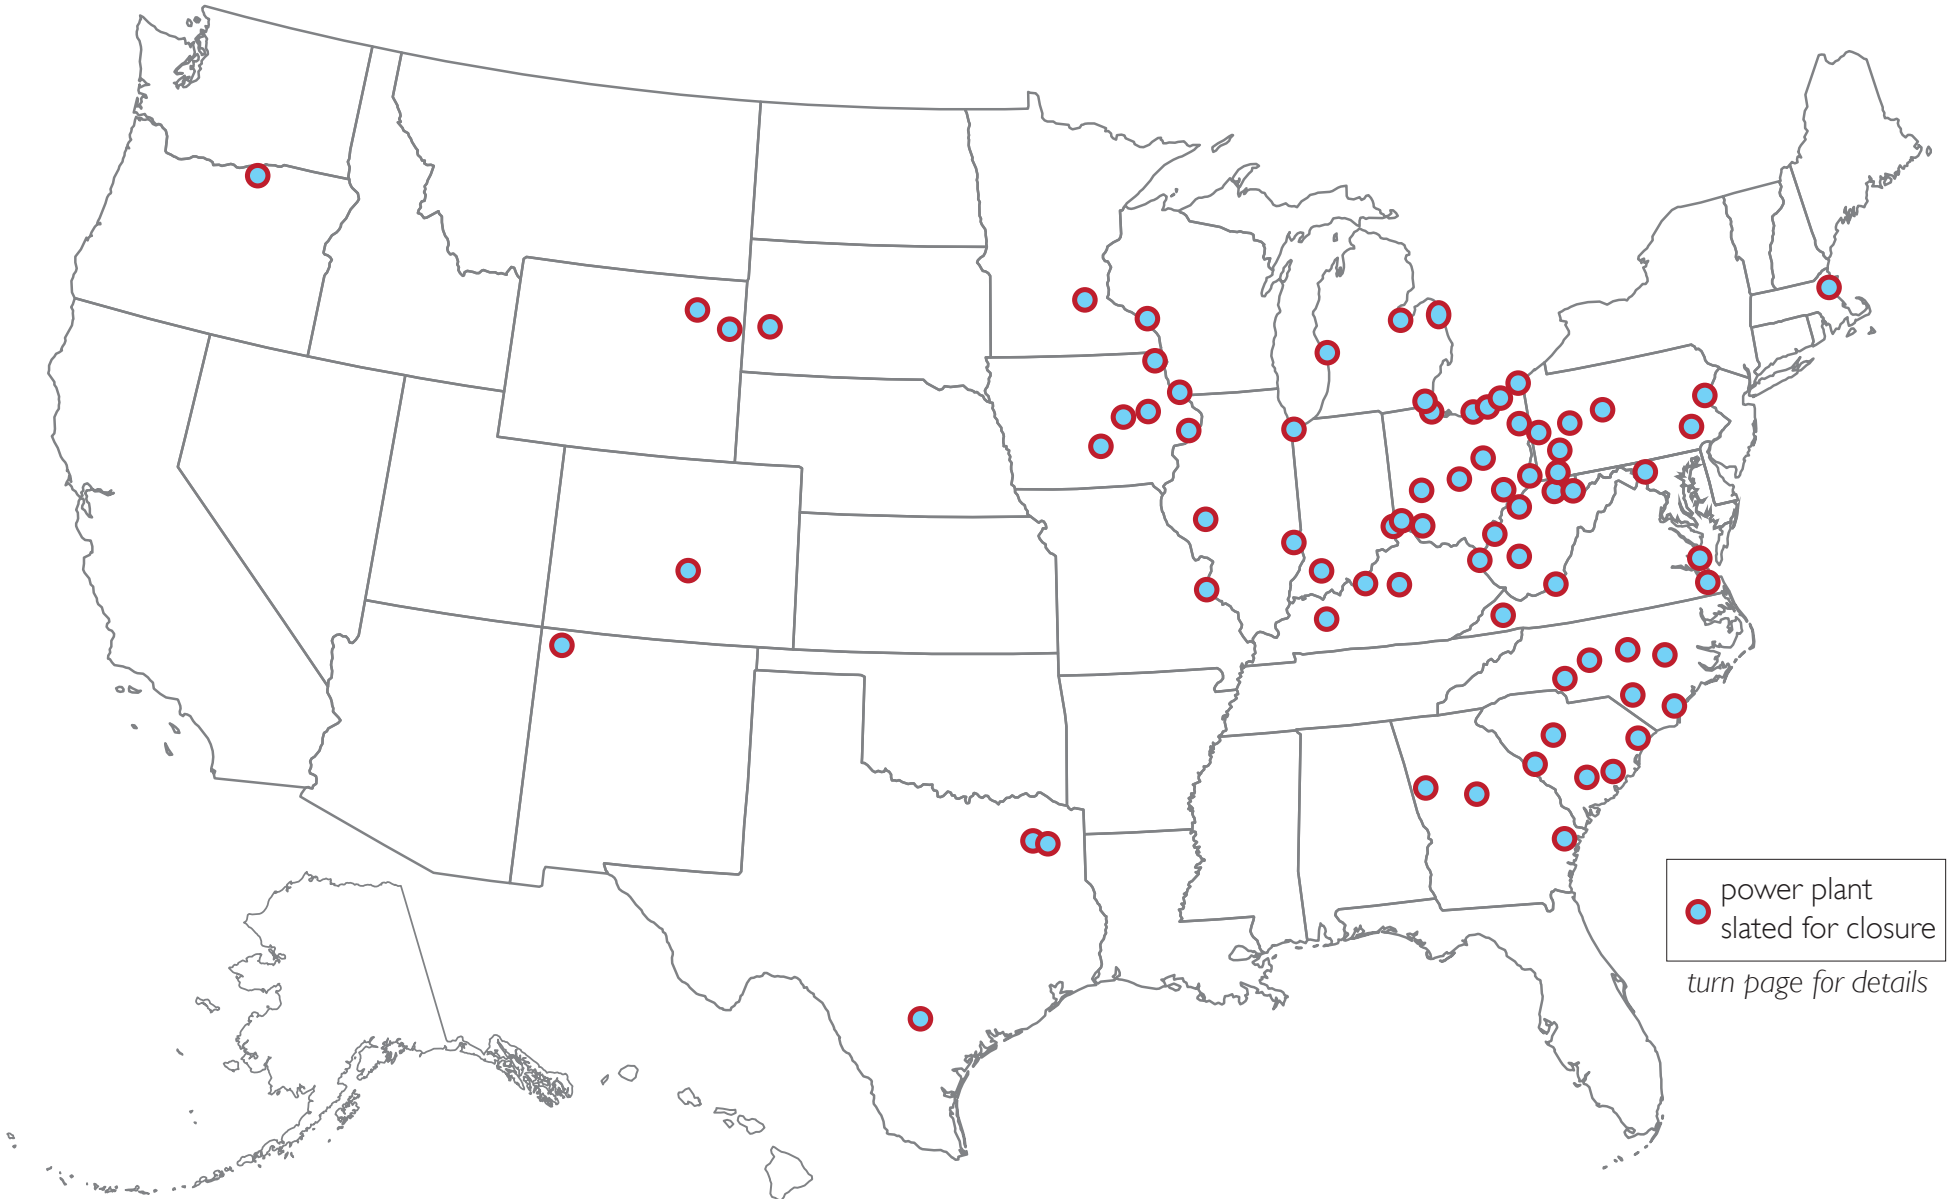 power plant
slated for closure
turn page for details